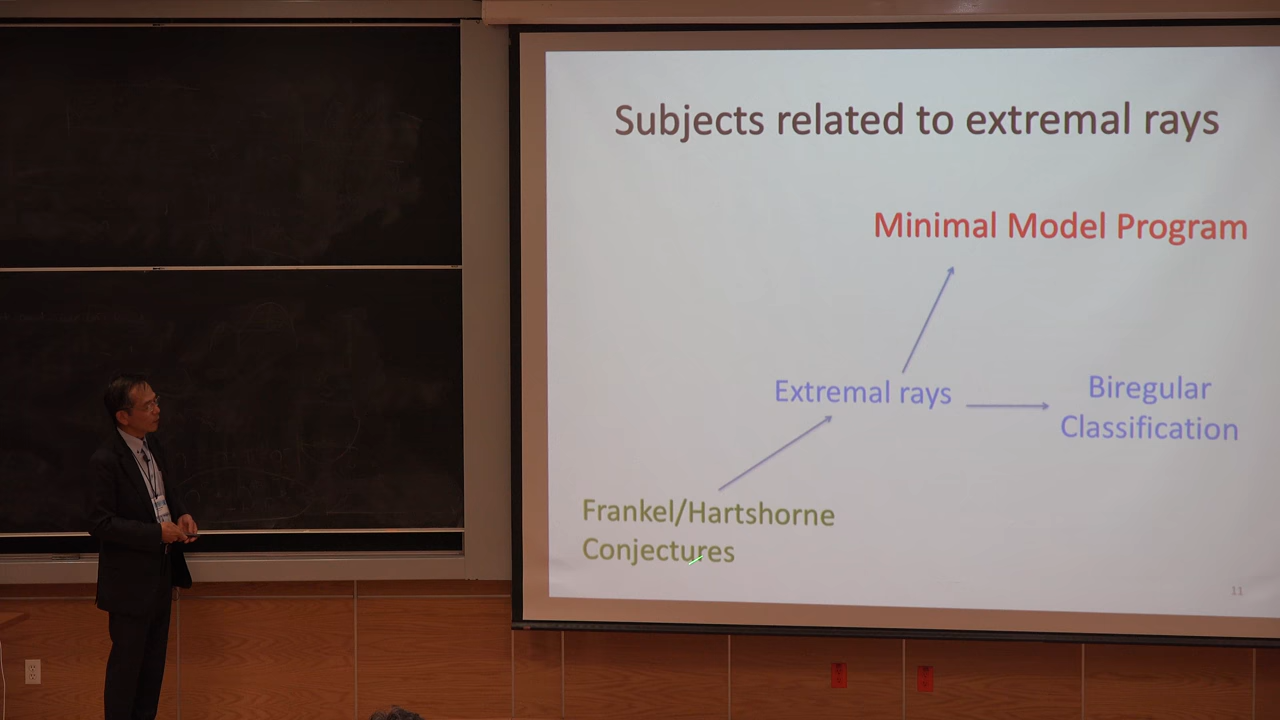 Subjects related to extremal rays
Minimal Model Program
Extremal rays
Biregular
Classification
Frankel/Hartshorne
Conjectures
11